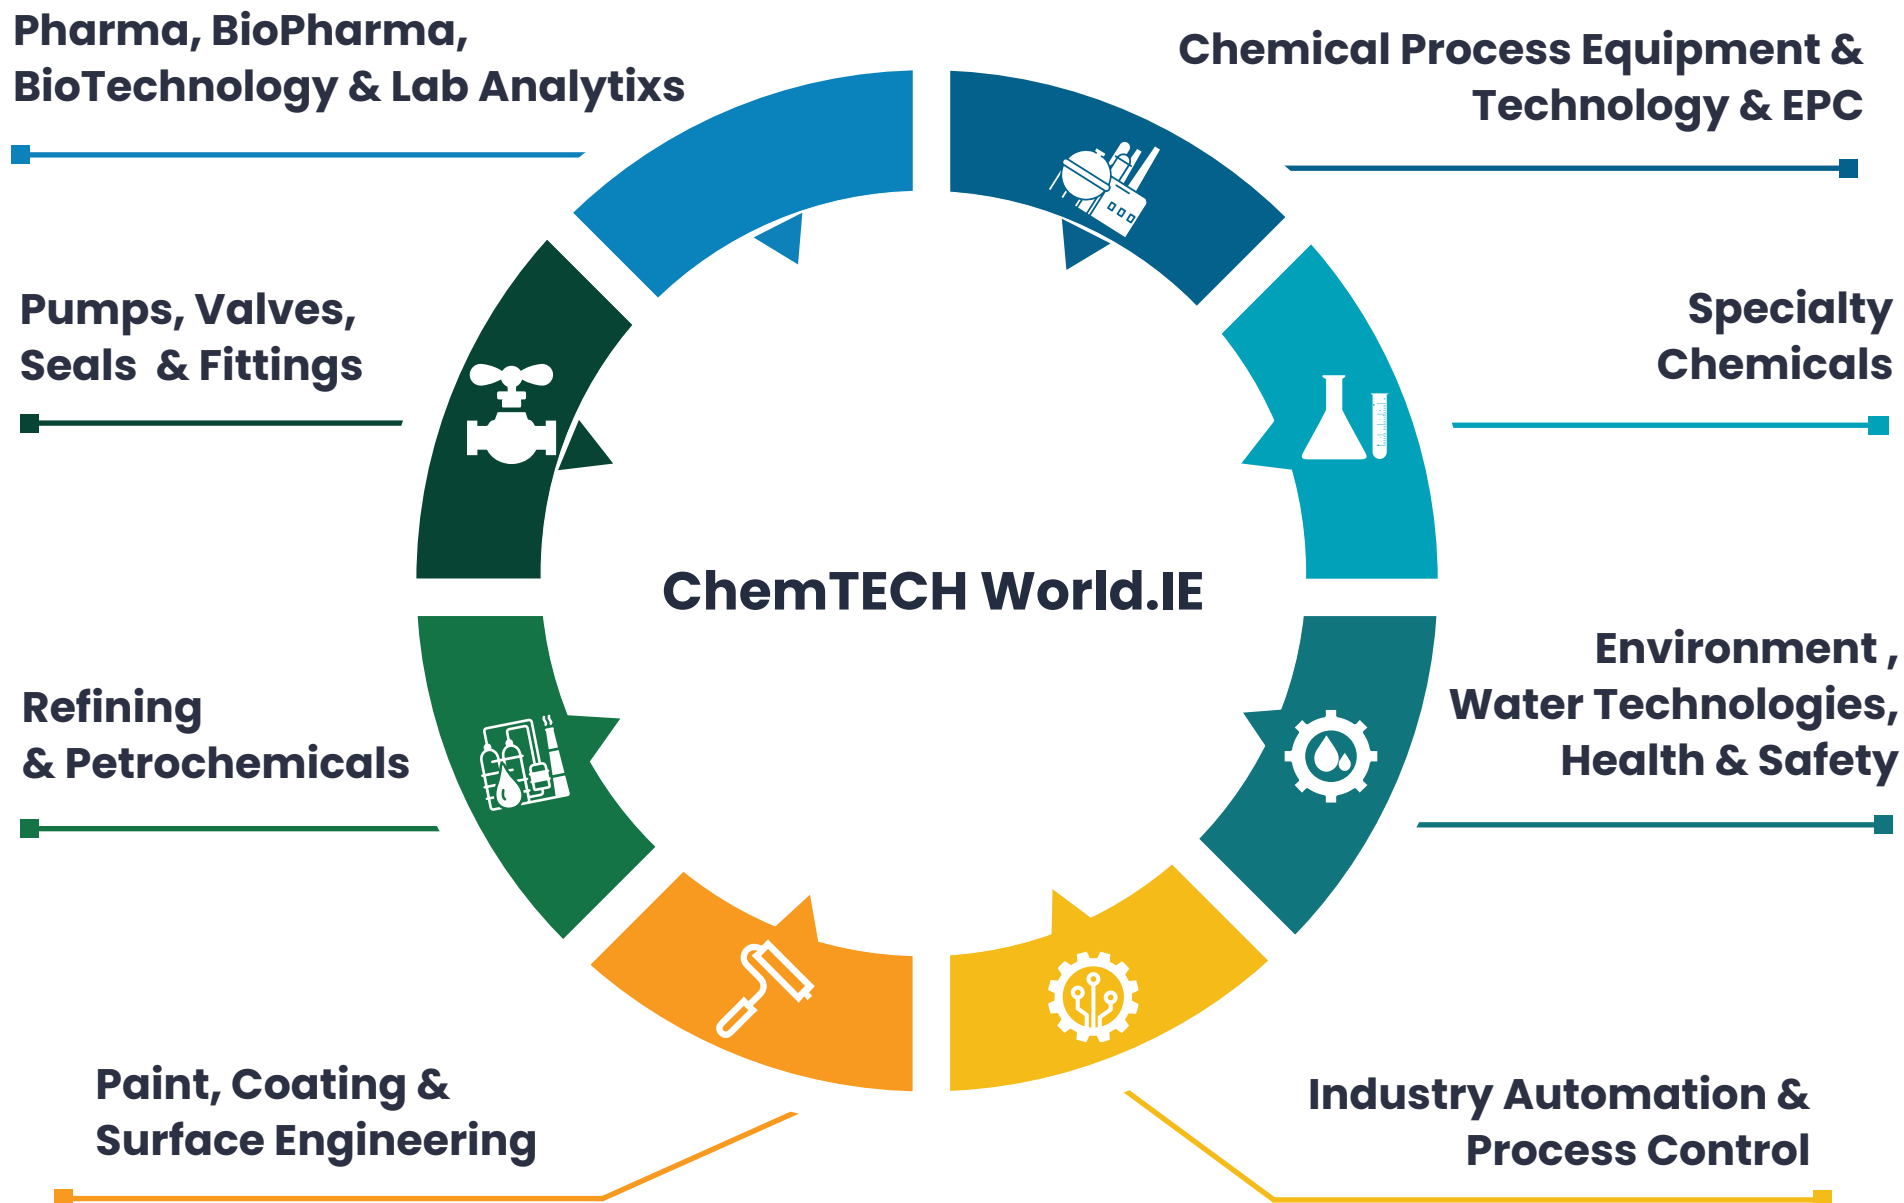 Pharma, BioPharma,
BioTechnology & Lab Analytixs
Chemical Process Equipment &
Technology & EPC
Pumps, Valves,
Seals & Fittings
Specialty
Chemicals
ChemTECH World.IE
Refining
& Petrochemicals
Environment ,
Water Technologies,
Health & Safety
Paint, Coating &
Surface Engineering
Industry Automation &
Process Control